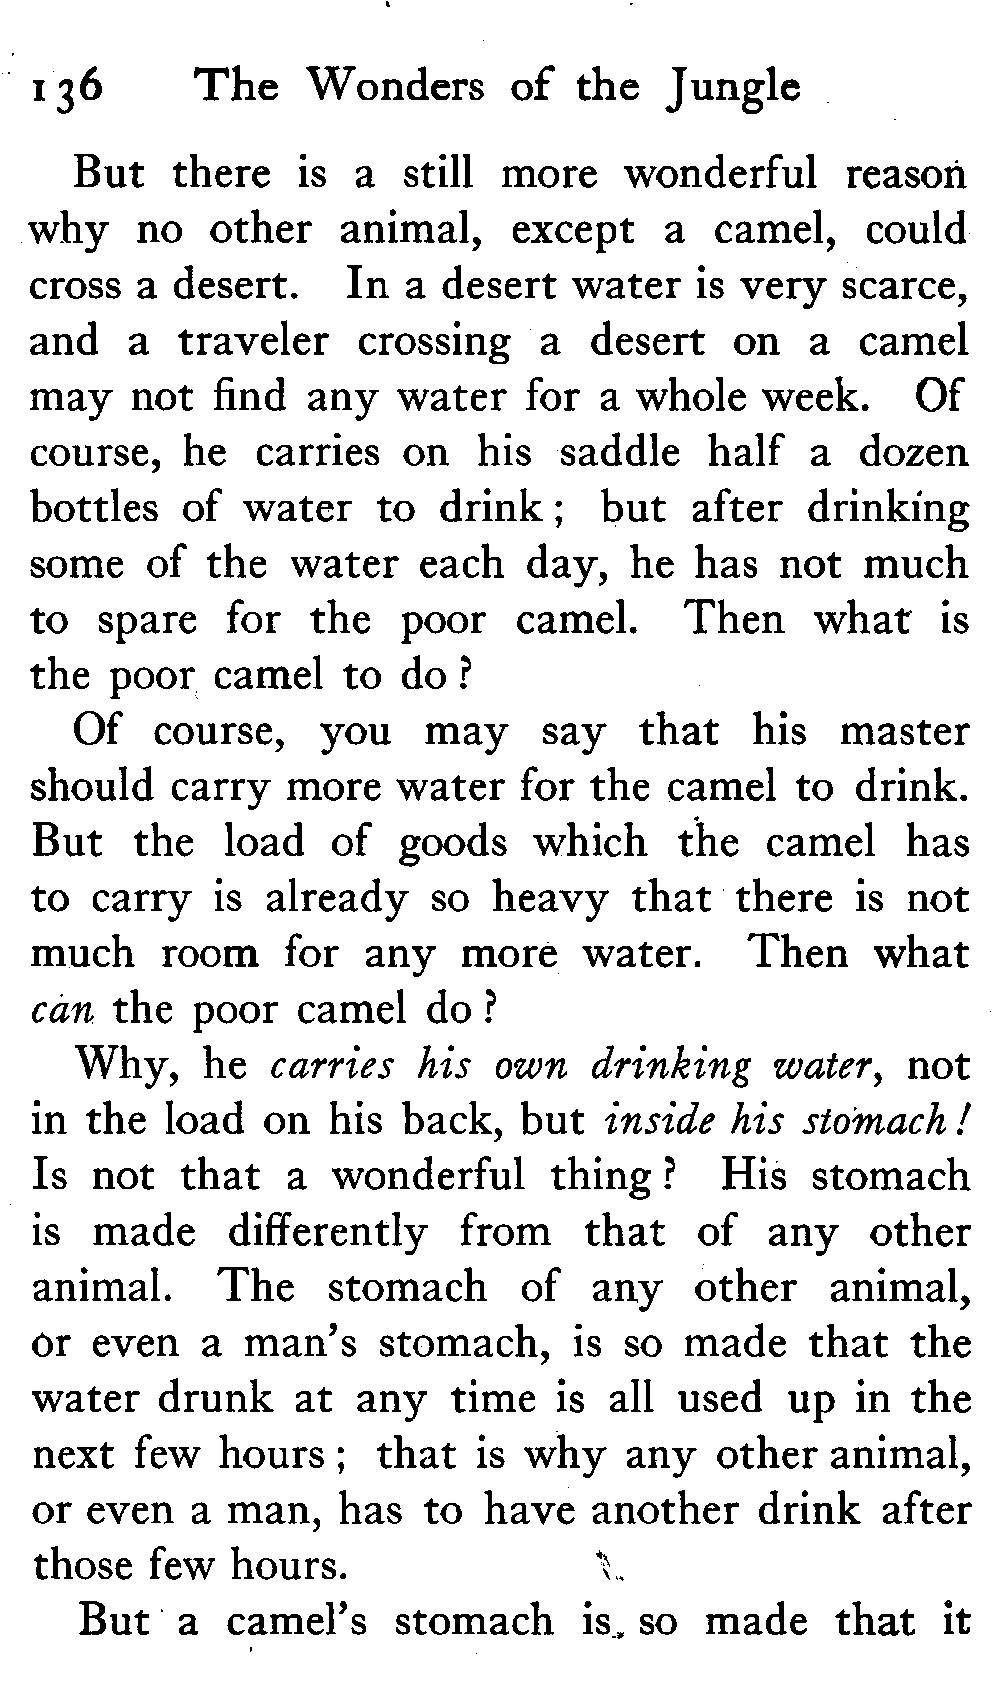 136 The Wonders of the Jungle
But there is a still more wonderful reason
why no other animal, except a camel, could
cross a desert. In a desert water is very scarce,
and a traveler crossing a desert on a camel
may not find any water for a whole week. Of
course, he carries on his saddle half a dozen
bottles of water to drink; but after drinking
some of the water each day, he has not much
to spare for the poor camel. Then what is
the poor camel to do?
Of course, you may say that his master
should carry more water for the camel to drink.
But the load of goods which the camel has
to carry is already so heavy that there is not
much room for any more water. Then what
can the poor camel do?
Why, he carries his own drinking water, not
in the load on his back, but inside his stomach!
Is not that a wonderful thing? His stomach
is made differently from that of any other
animal. The stomach of any other animal,
or even a man's stomach, is so made that the
water drunk at any time is all used up in the
next few hours; that is why any other animal,
or even a man, has to have another drink after
those few hours.
But a camel's stomach is so made that it